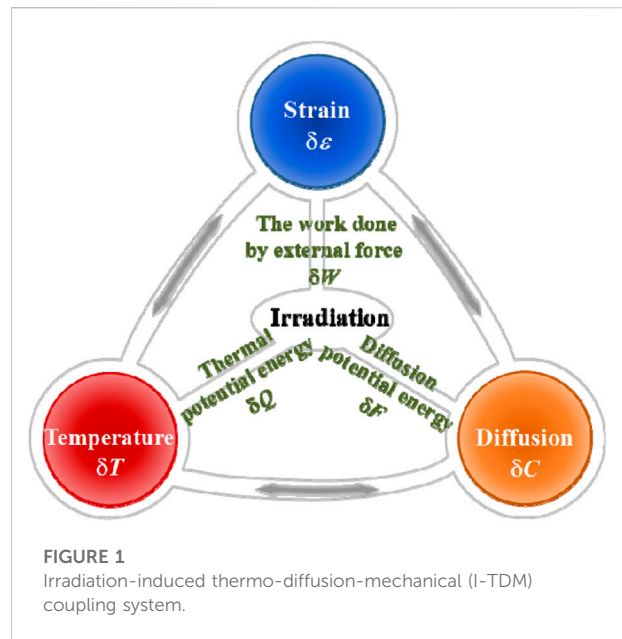 Strain
δε
The work done
by external force
δW
Irradiation
Thermal
potential energy
δQ
Diffusion
potential energy
δF
Temperature
δT
Diffusion
δC
FIGURE 1
Irradiation-induced thermo-diffusion-mechanical (I-TDM)
coupling system.